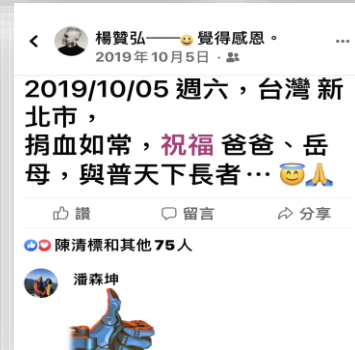 楊贊弘——😀 覺得感恩。
2019年10月5日 ·
2019/10/05 週六，台灣 新
北市，
捐血如常，祝福 爸爸、岳
母，與普天下長者… 😇🙏
讚 留言 分享
陳清標和其他 75人
潘森坤